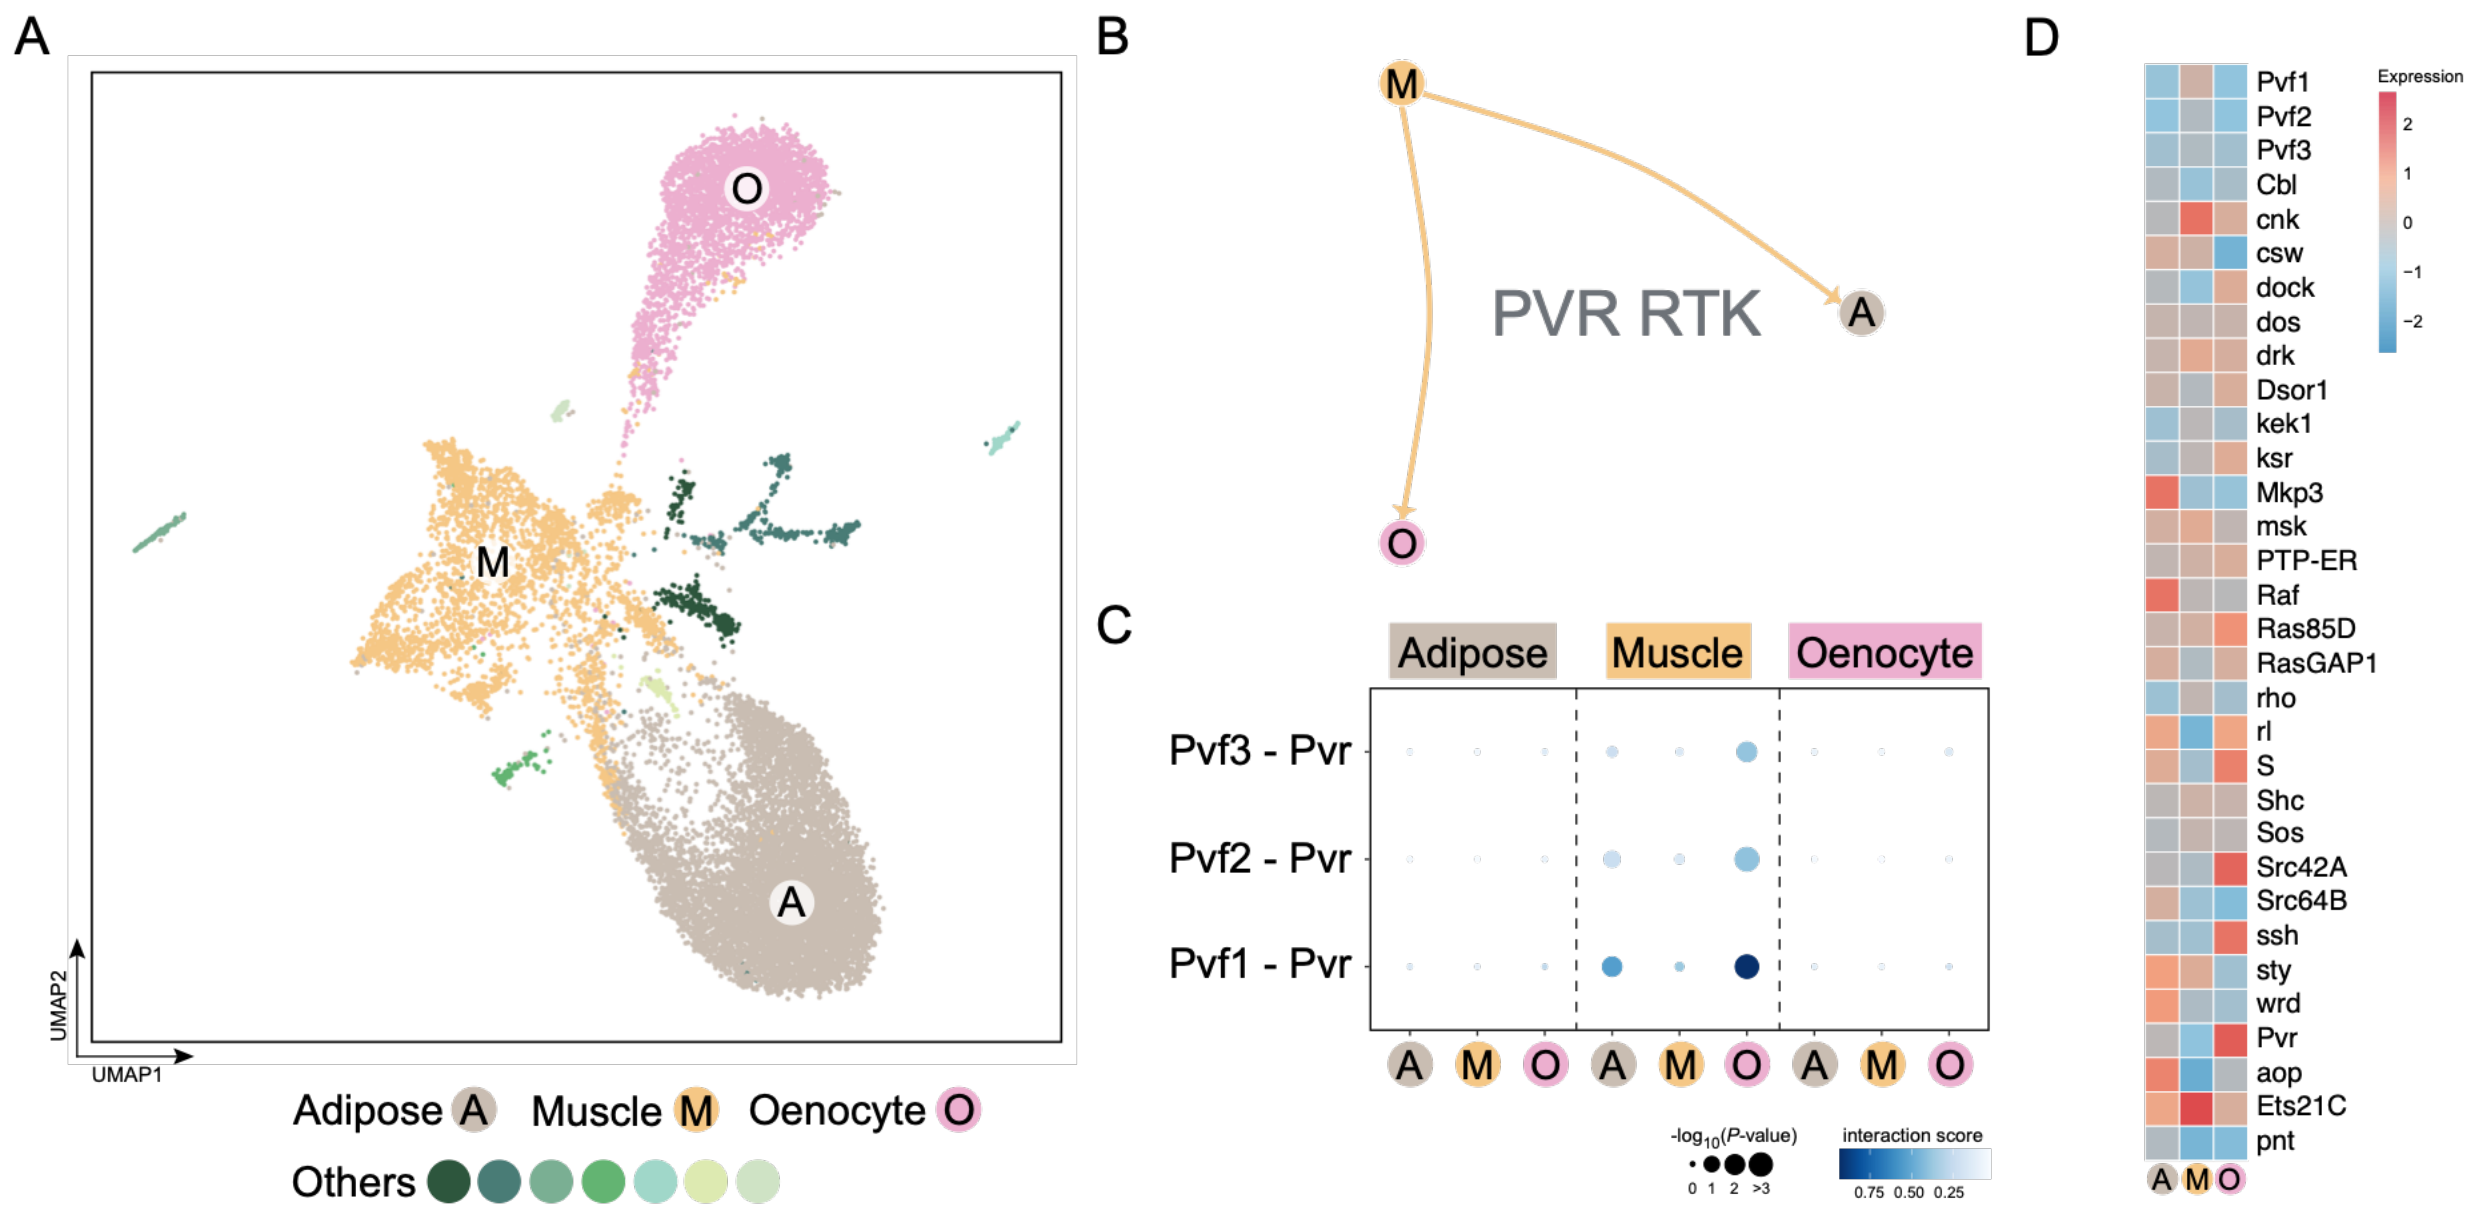 A
O
M
A
UMAP2
UMAP1
Adipose A Muscle M Oenocyte O
Others
B
M
PVR RTK
A
O
C
Adipose Muscle Oenocyte
Pvf3 - Pvr
Pvf2 - Pvr
Pvf1 - Pvr
A M O A M O A M O
-log10(P-value)
0 1 2 >3
interaction score
0.75 0.50 0.25
D
Pvf1
Pvf2
Pvf3
Cbl
cnk
csw
dock
dos
drk
Dsor1
kek1
ksr
Mkp3
msk
PTP-ER
Raf
Ras85D
RasGAP1
rho
rl
S
Shc
Sos
Src42A
Src64B
ssh
sty
wrd
Pvr
aop
Ets21C
pnt
A M O
Expression
2
1
0
−1
−2